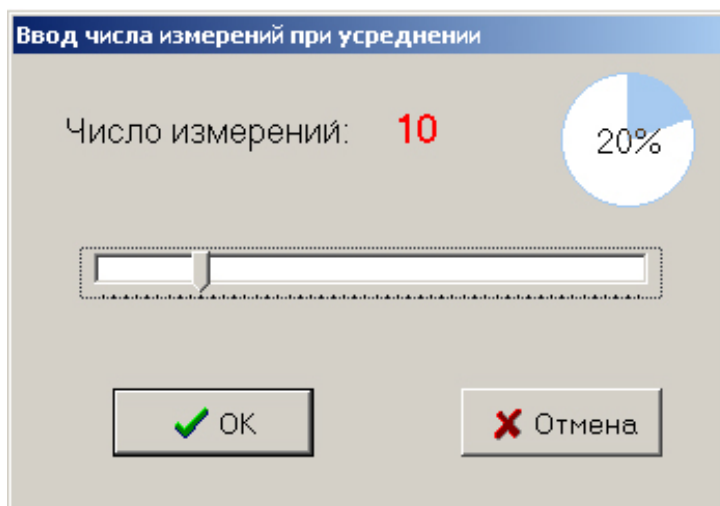 Ввод числа измерений при усреднении
Число измерений: 10
20%
OK
Отмена